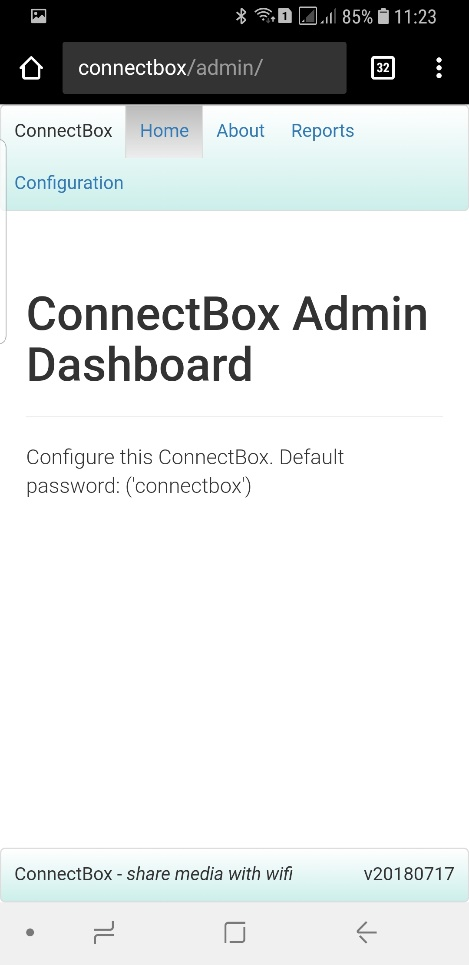 1 85% 11:23
connectbox/admin/ 32
ConnectBox Home About Reports
Configuration
ConnectBox Admin
Dashboard
Configure this ConnectBox. Default
password: ('connectbox')
ConnectBox - share media with wifi v20180717